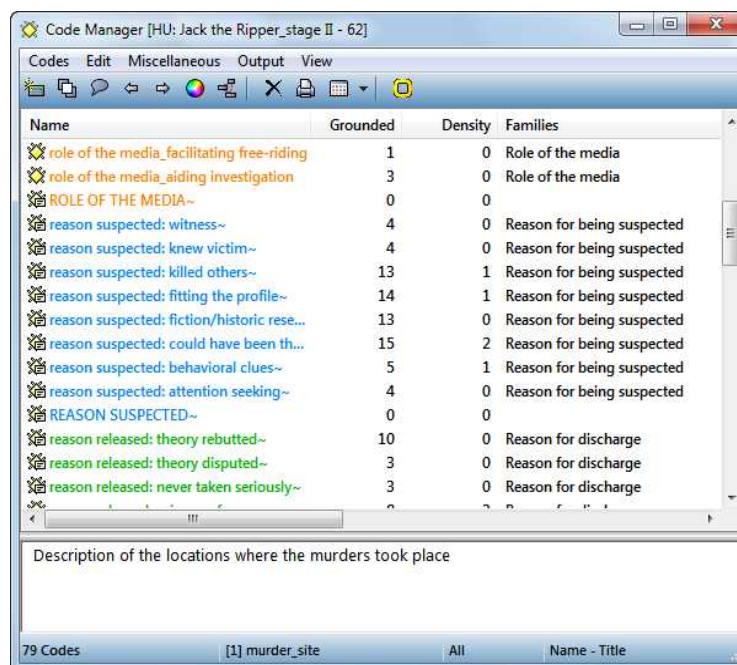 Code Manager [HU: Jack the Ripper_stage II - 62]
Codes Edit Miscellaneous Output View
Name Grounded Density Families
role of the media_facilitating free-riding 1 0 Role of the media
role of the media_aiding investigation 3 0 Role of the media
ROLE OF THE MEDIA~ 0 0
reason suspected: witness~ 4 0 Reason for being suspected
reason suspected: knew victim~ 4 0 Reason for being suspected
reason suspected: killed others~ 13 1 Reason for being suspected
reason suspected: fitting the profile~ 14 1 Reason for being suspected
reason suspected: fiction/historic rese... 13 0 Reason for being suspected
reason suspected: could have been th... 15 2 Reason for being suspected
reason suspected: behavioral clues~ 5 1 Reason for being suspected
reason suspected: attention seeking~ 4 0 Reason for being suspected
REASON SUSPECTED~ 0 0
reason released: theory rebutted~ 10 0 Reason for discharge
reason released: theory disputed~ 3 0 Reason for discharge
reason released: never taken seriously~ 3 0 Reason for discharge
Description of the locations where the murders took place
79 Codes [1] murder_site All Name - Title